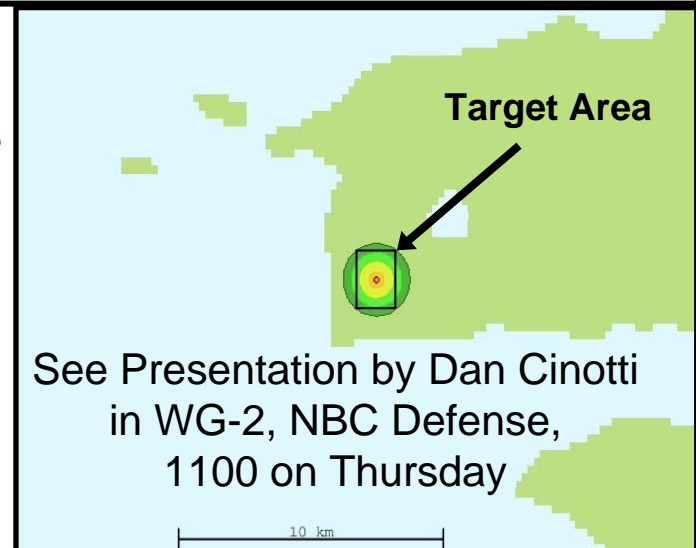 Target Area
See Presentation by Dan Cinotti
in WG-2, NBC Defense,
1100 on Thursday
10 km